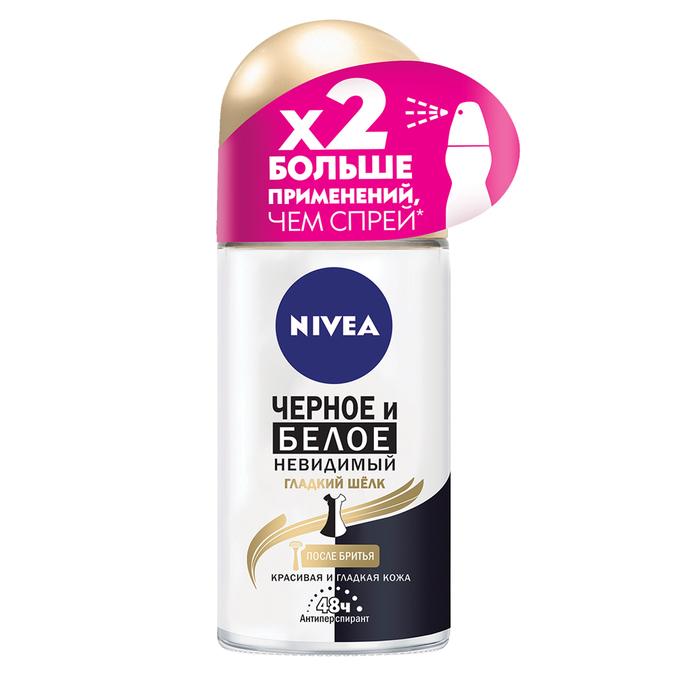 x2
БОЛЬШЕ
ПРИМЕНЕНИЙ,
ЧЕМ СПРЕЙ*
NIVEA
ЧЕРНОЕ и
БЕЛОЕ
НЕВИДИМЫЙ
ГЛАДКИЙ ШЁЛК
ПОСЛЕ БРИТЬЯ
КРАСИВАЯ И ГЛАДКАЯ КОЖА
48ч
Антиперспирант